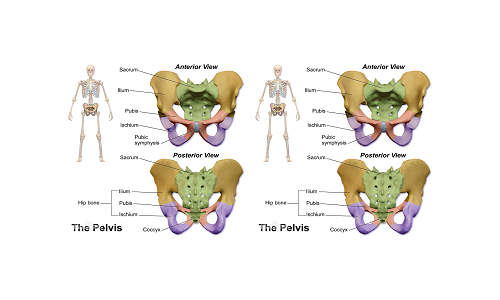 Anterior View
Sacrum
Ilium
Pubis
Ischium
Pubic
symphysis
Posterior View
Sacrum
Ilium
Hip bone
Pubis
Ischium
Coccyx
The Pelvis
Anterior View
Sacrum
Ilium
Pubis
Ischium
Pubic
symphysis
Posterior View
Sacrum
Ilium
Hip bone
Pubis
Ischium
Coccyx
The Pelvis